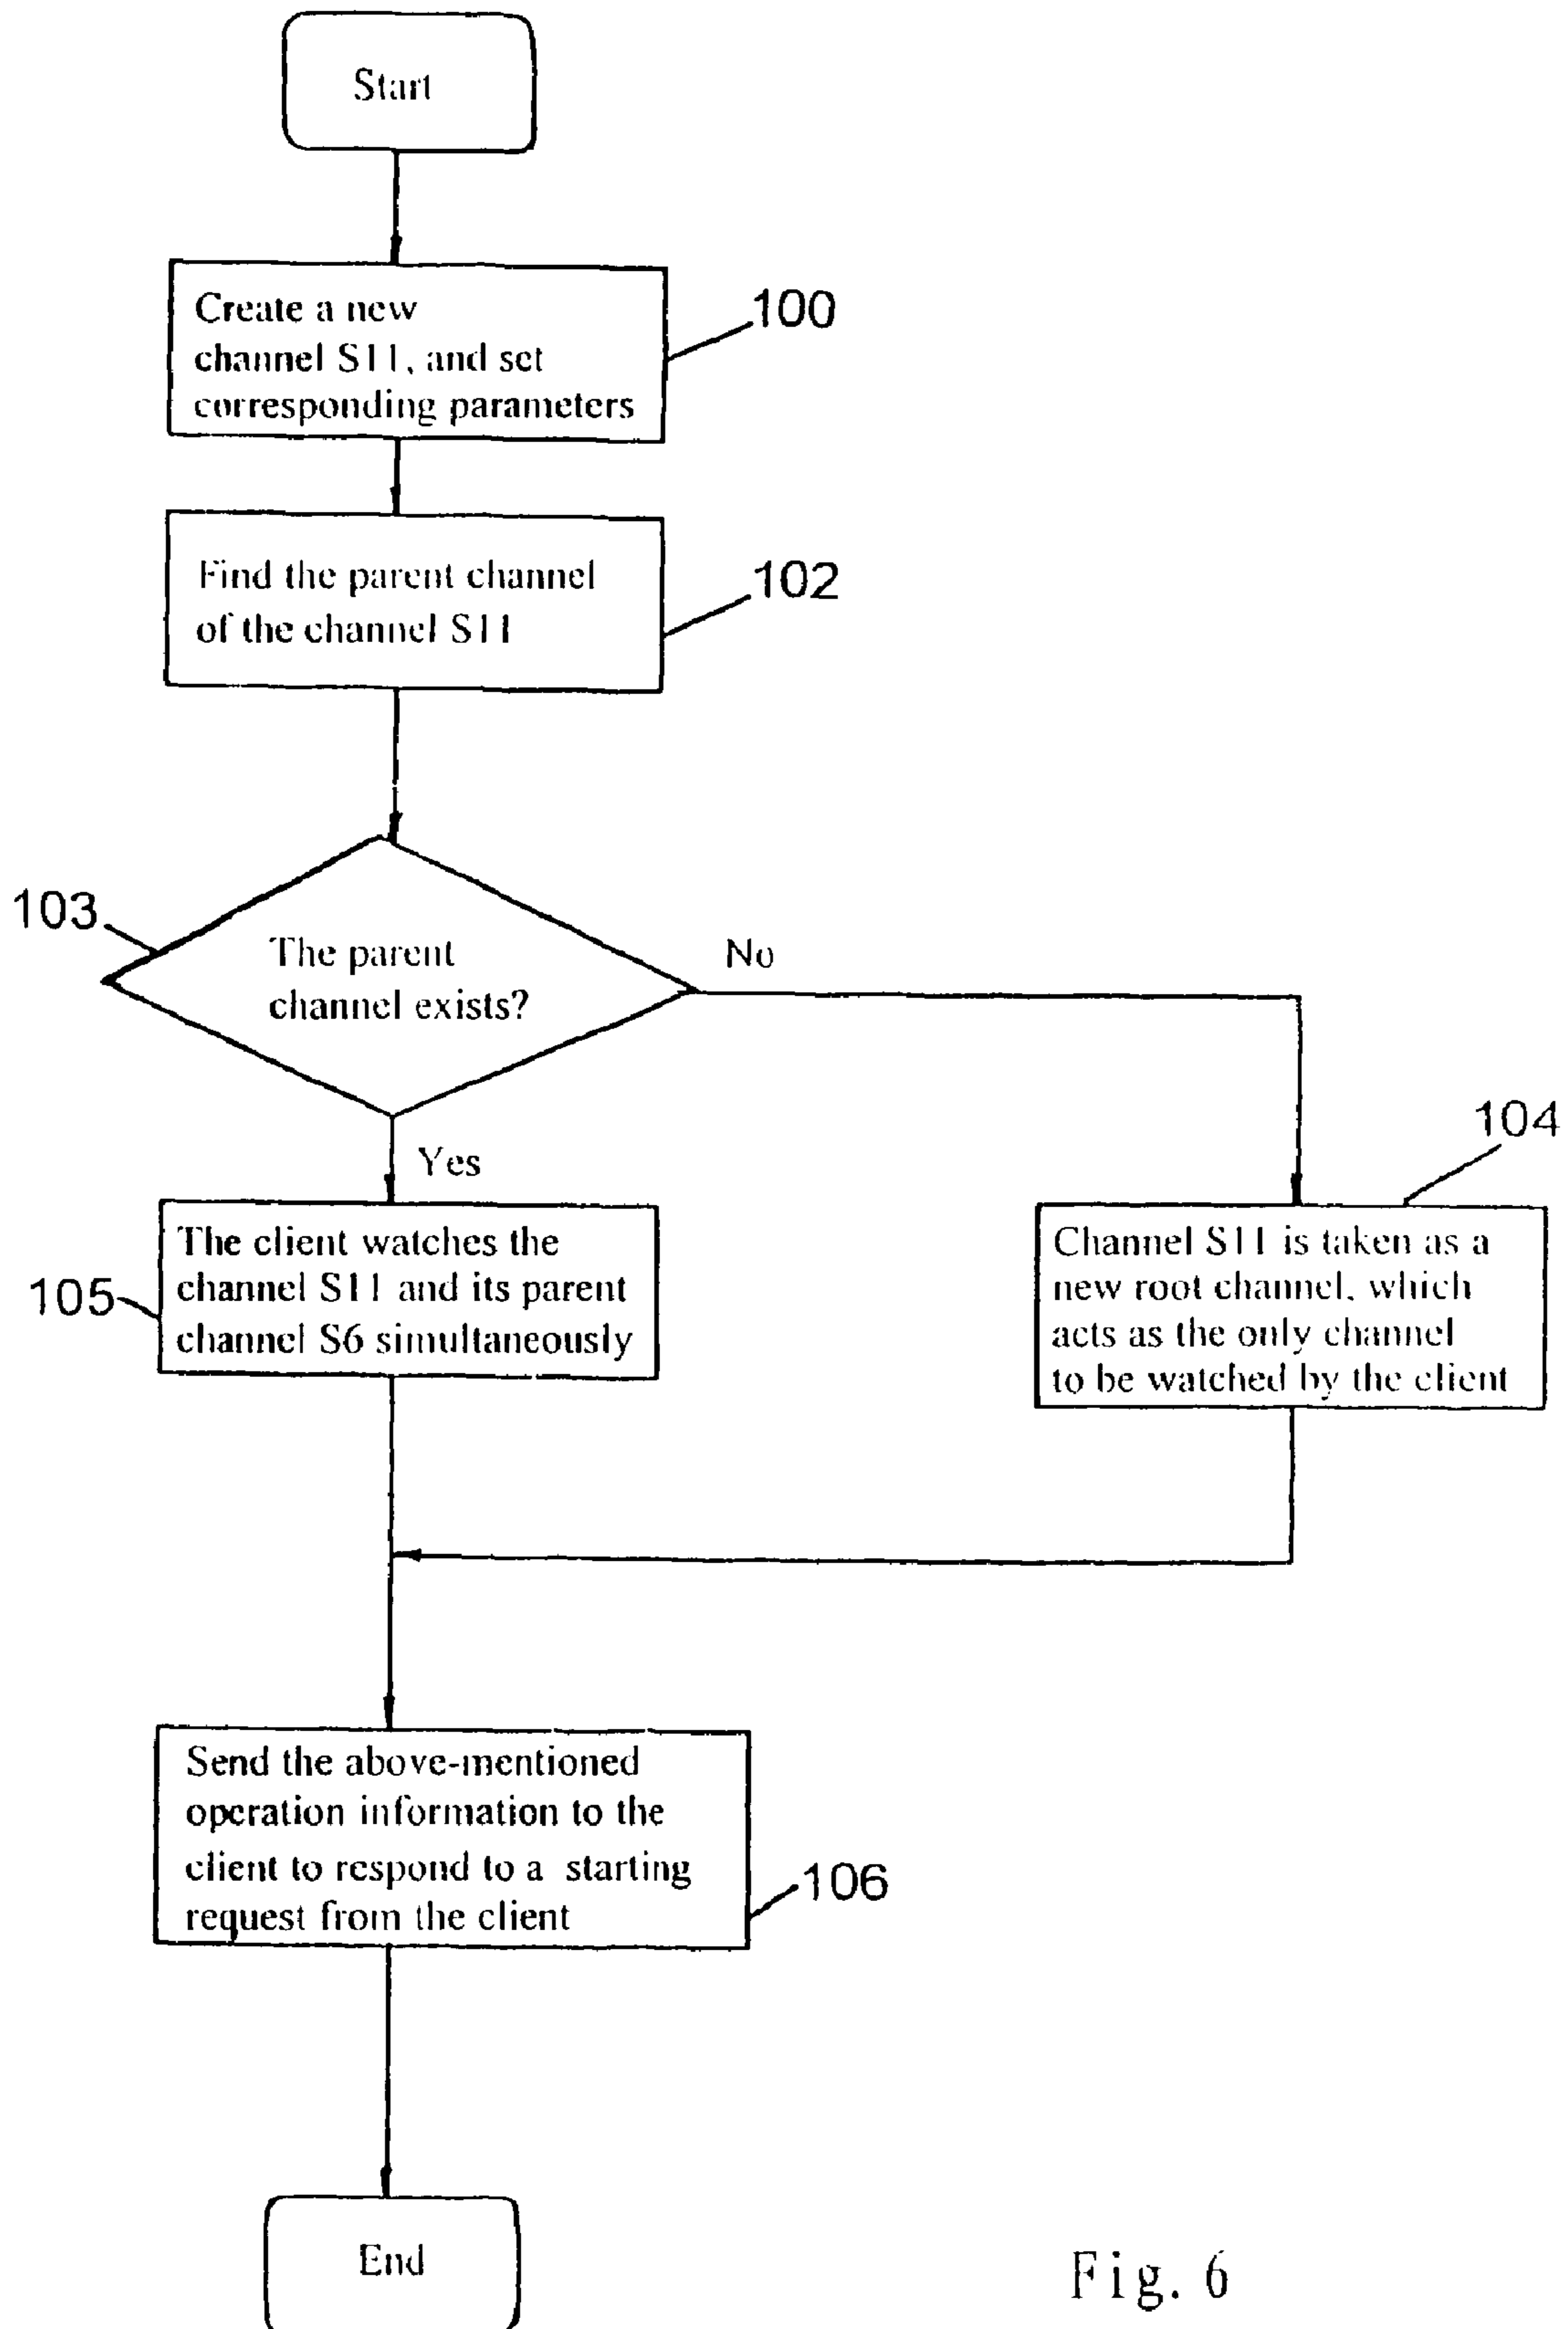 Start
Create a new
channel S11, and set
corresponding parameters
100
Find the parent channel
of the channel S11
102
103
The parent
channel exists?
No
Yes
104
The client watches the
channel S11 and its parent
channel S6 simultaneously
105
Channel S11 is taken as a
new root channel, which
acts as the only channel
to be watched by the client
Send the above-mentioned
operation information to the
client to respond to a starting
request from the client
106
End
Fig. 6